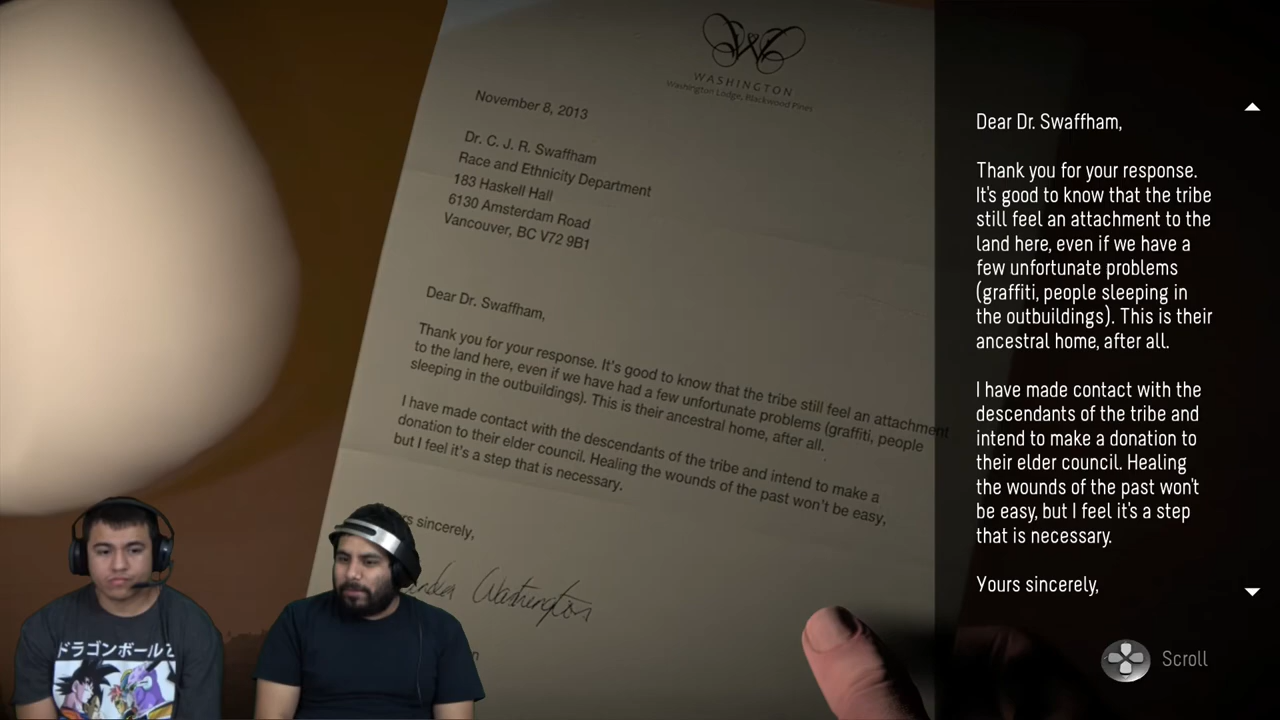 WASHINGTON
Washington Lodge, Blackwood Pines
November 8, 2013
Dr. C. J. R. Swaffham
Race and Ethnicity Department
183 Haskell Hall
6130 Amsterdam Road
Vancouver, BC V72 9B1
Dear Dr. Swaffham,
Thank you for your response. It's good to know that the tribe still feel an attachment
to the land here, even if we have had a few unfortunate problems (graffiti, people
sleeping in the outbuildings). This is their ancestral home, after all.
I have made contact with the descendants of the tribe and intend to make a
donation to their elder council. Healing the wounds of the past won't be easy,
but I feel it's a step that is necessary.
sincerely,
Washington
Dear Dr. Swaffham,
Thank you for your response.
It's good to know that the tribe
still feel an attachment to the
land here, even if we have a
few unfortunate problems
(graffiti, people sleeping in
the outbuildings). This is their
ancestral home, after all.
I have made contact with the
descendants of the tribe and
intend to make a donation to
their elder council. Healing
the wounds of the past won't
be easy, but I feel it's a step
that is necessary.
Yours sincerely,
Scroll
ドラゴンボールZ